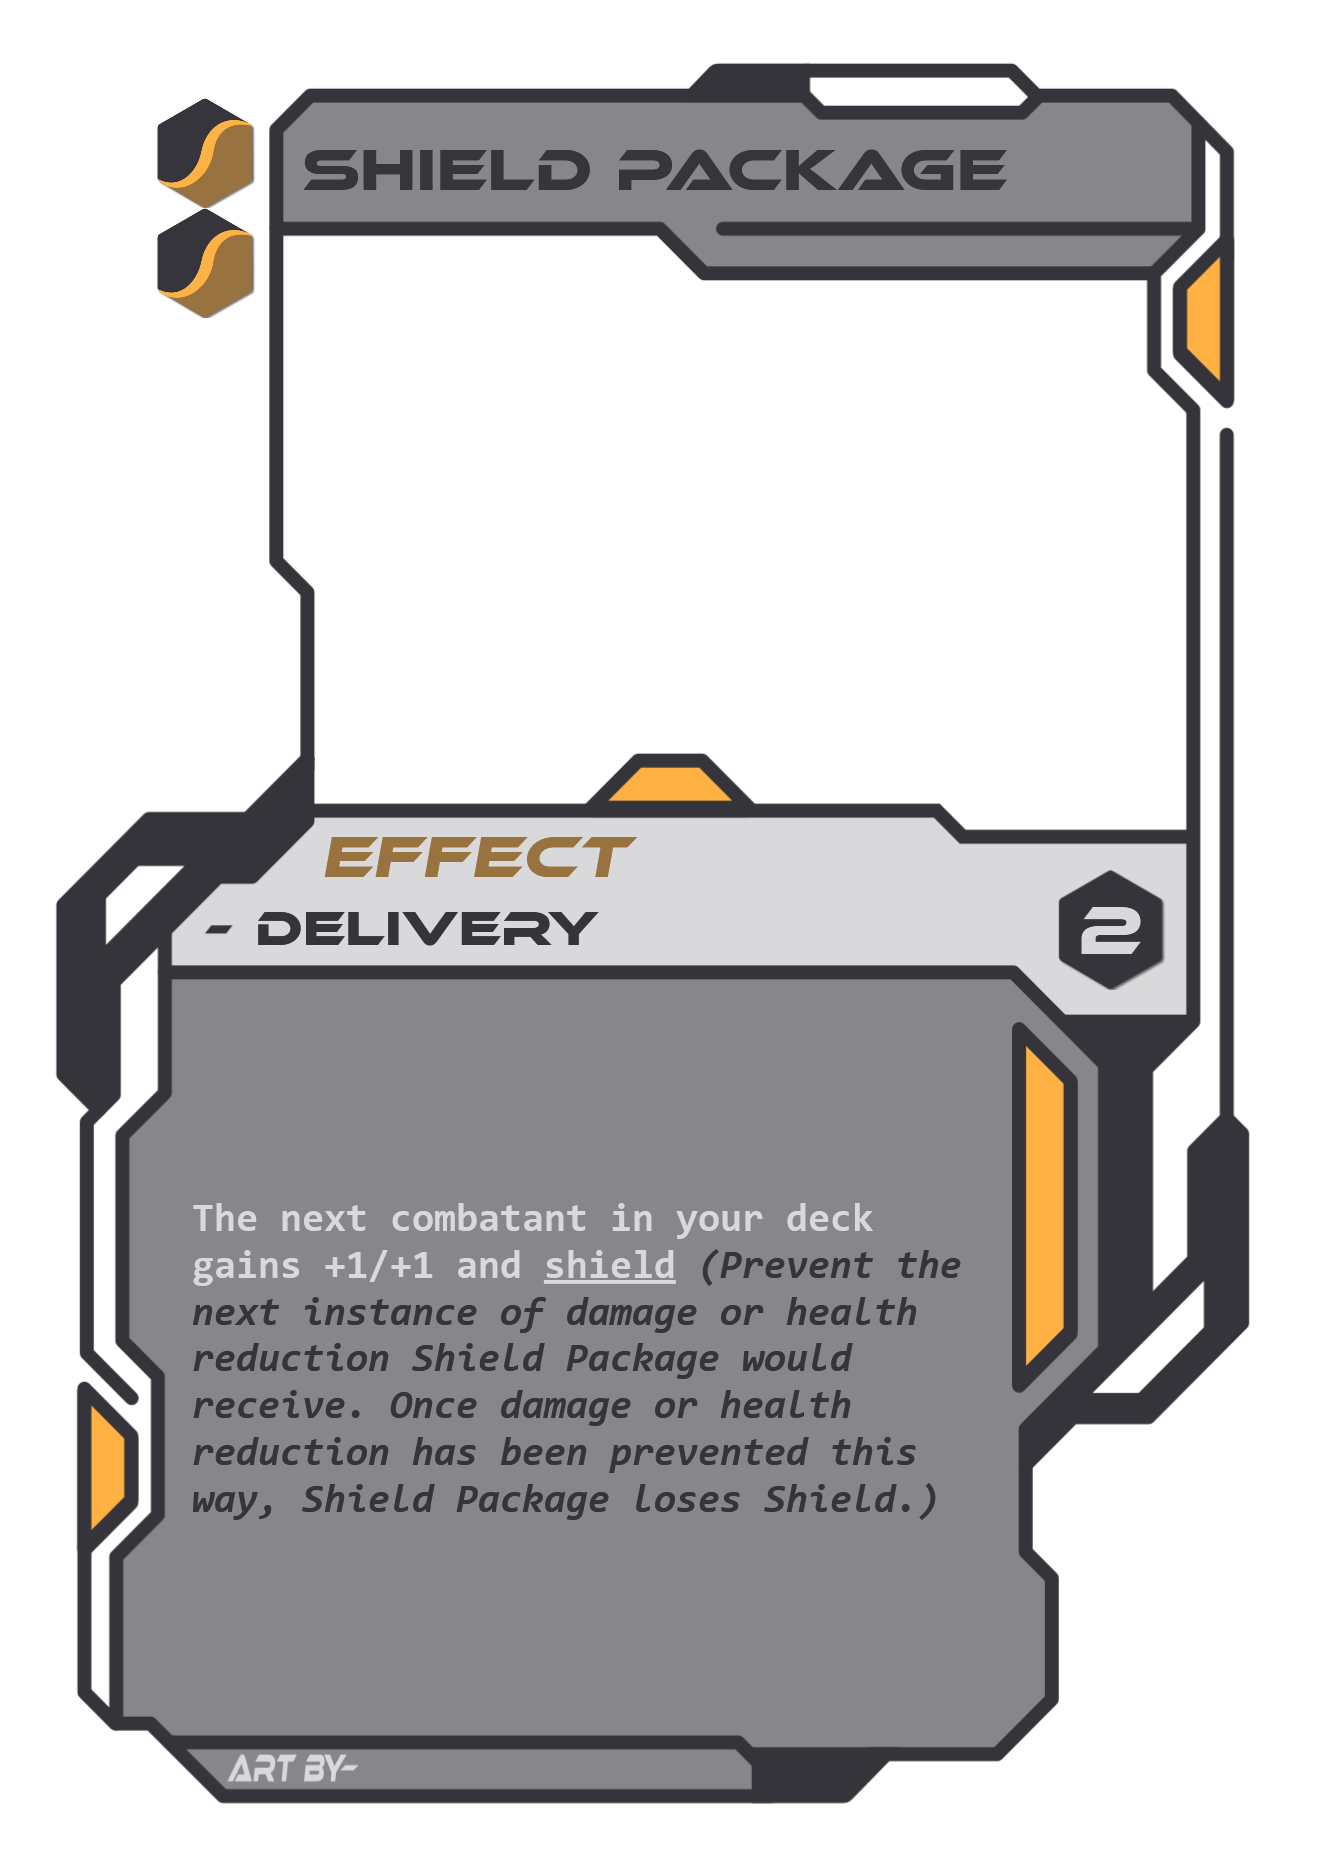 SHIELD PACKAGE
EFFECT
- DELIVERY
2
The next combatant in your deck
gains +1/+1 and shield (Prevent the
next instance of damage or health
reduction Shield Package would
receive. Once damage or health
reduction has been prevented this
way, Shield Package loses Shield.)
ART BY-